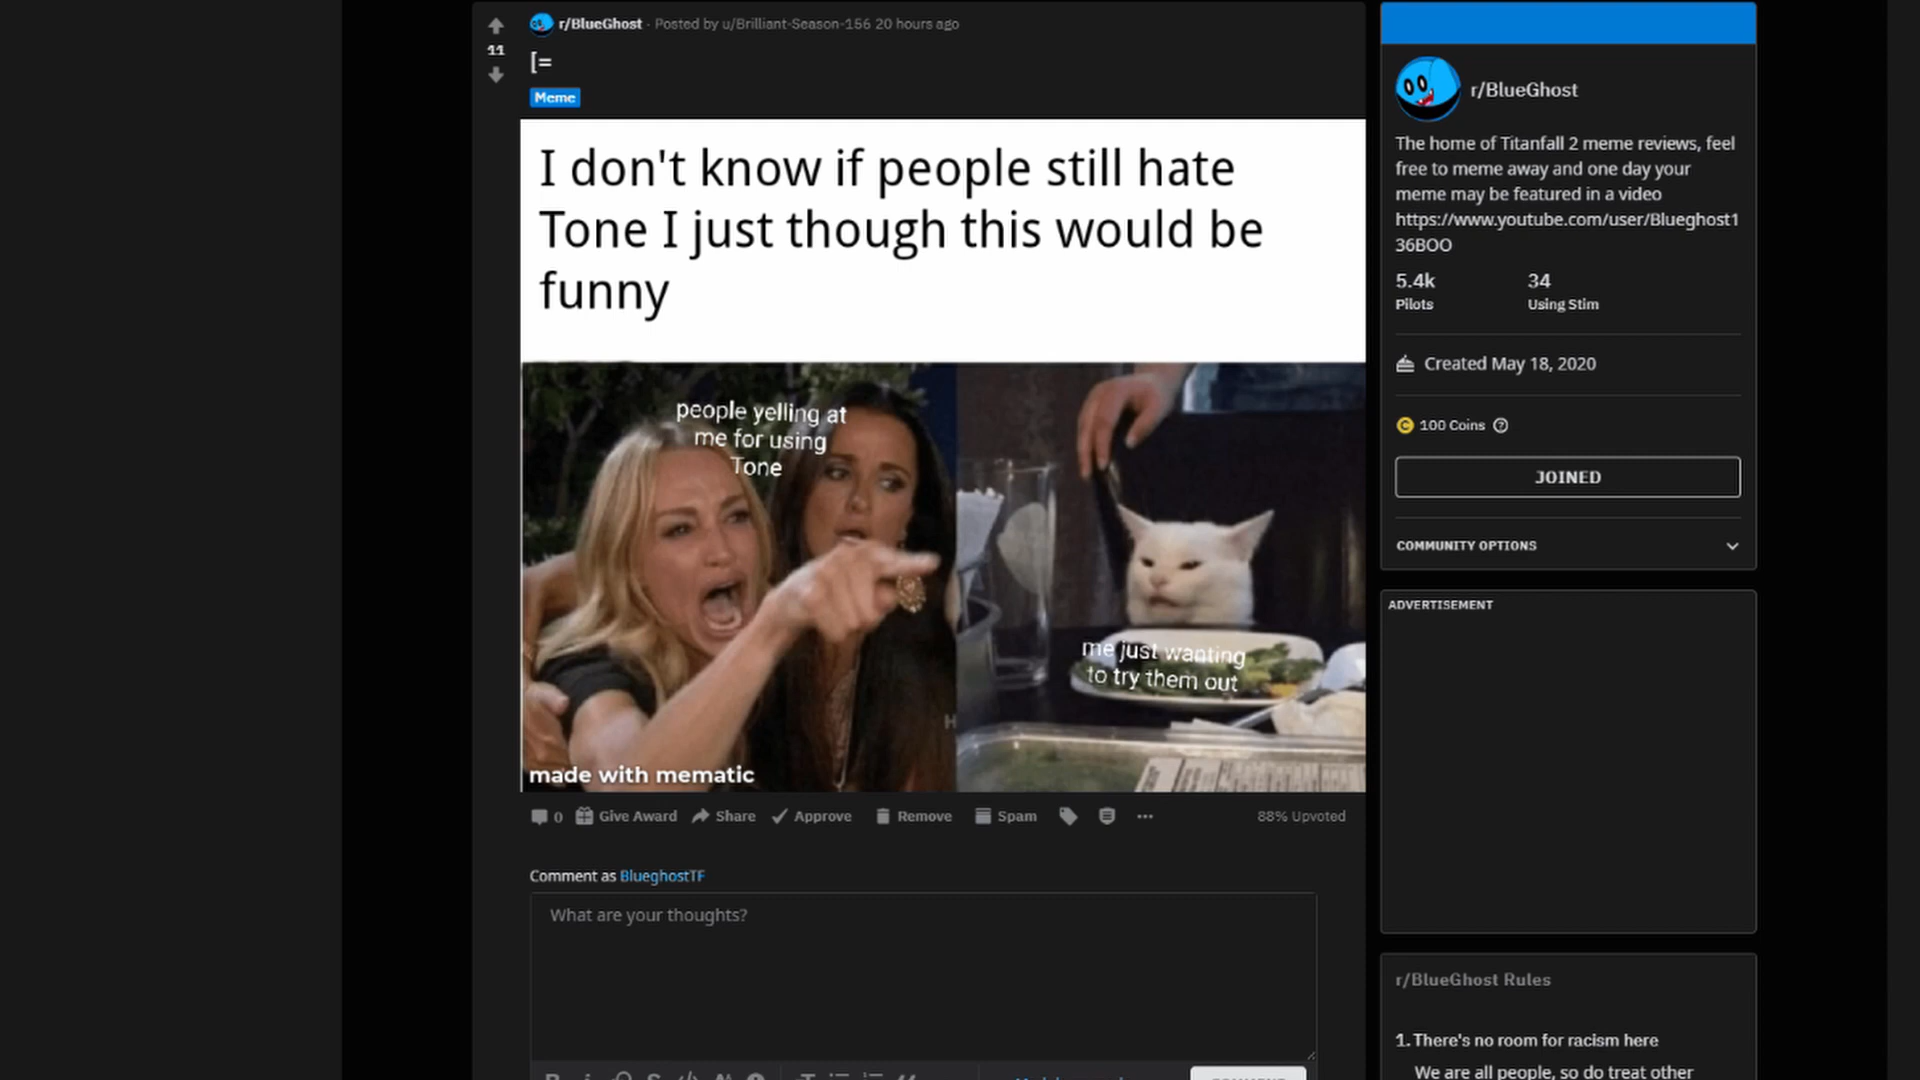 r/BlueGhost · Posted by u/Brilliant-Season-156 20 hours ago
11
[=
Meme
I don't know if people still hate
Tone I just though this would be
funny
people yelling at
me for using
Tone
me just wanting
to try them out
made with mematic
0 Give Award Share Approve Remove Spam ... 88% Upvoted
Comment as BlueghostTF
What are your thoughts?
r/BlueGhost
The home of Titanfall 2 meme reviews, feel
free to meme away and one day your
meme may be featured in a video
https://www.youtube.com/user/Blueghost1
36BOO
5.4k 34
Pilots Using Stim
Created May 18, 2020
100 Coins
JOINED
COMMUNITY OPTIONS
ADVERTISEMENT
r/BlueGhost Rules
1. There's no room for racism here
We are all people, so do treat other